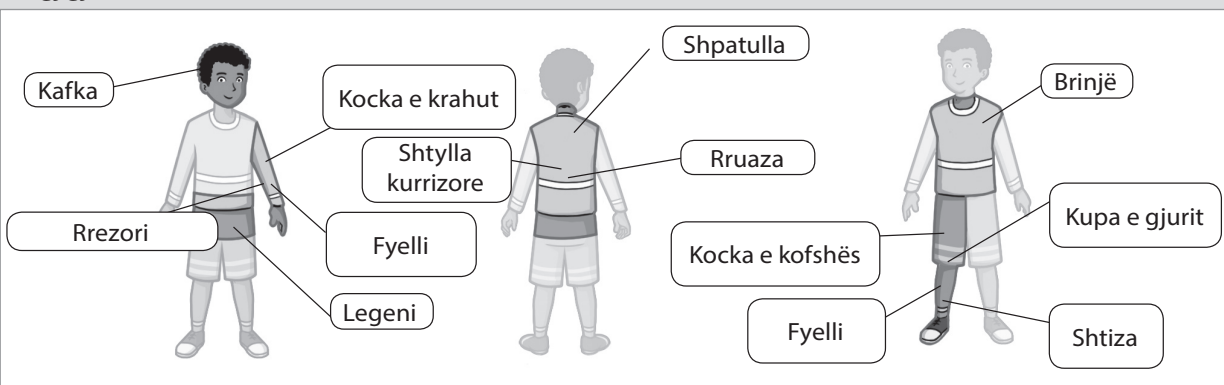 Kafka
Kocka e krahut
Rrezori
Fyelli
Legeni
Shpatulla
Shtylla
kurrizore
Rruaza
Brinjë
Kupa e gjurit
Kocka e kofshës
Fyelli
Shtiza